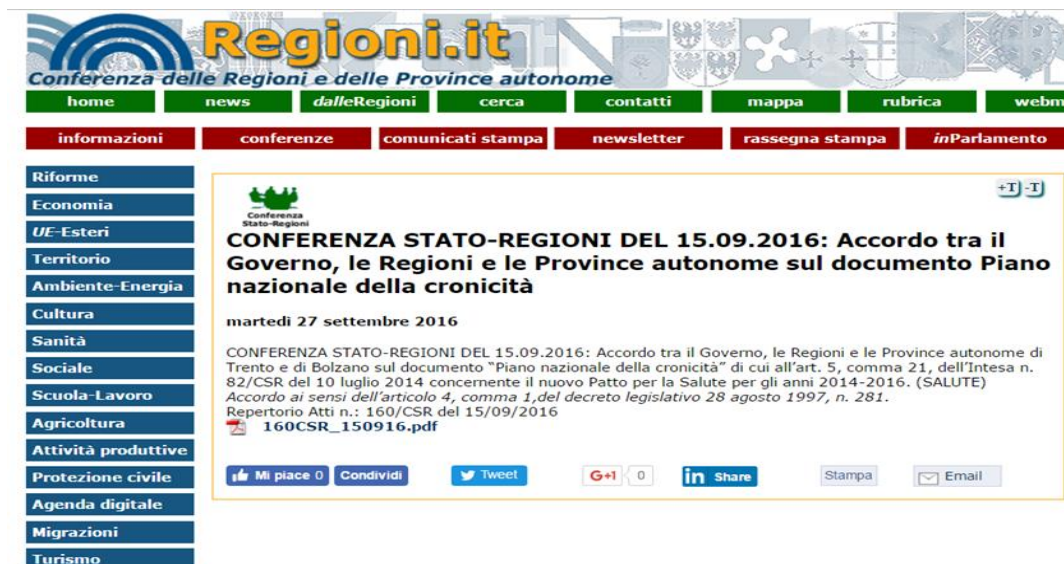 Regioni.it
Conferenza delle Regioni e delle Province autonome
home news dalleRegioni cerca contatti mappa rubrica webm
informazioni conferenze comunicati stampa newsletter rassegna stampa inParlamento
Riforme
Economia
UE-Esteri
Territorio
Ambiente-Energia
Cultura
Sanità
Sociale
Scuola-Lavoro
Agricoltura
Attività produttive
Protezione civile
Agenda digitale
Migrazioni
Turismo
+T -T
Conferenza
Stato-Regioni
CONFERENZA STATO-REGIONI DEL 15.09.2016: Accordo tra il
Governo, le Regioni e le Province autonome sul documento Piano
nazionale della cronicità
martedì 27 settembre 2016
CONFERENZA STATO-REGIONI DEL 15.09.2016: Accordo tra il Governo, le Regioni e le Province autonome di
Trento e di Bolzano sul documento “Piano nazionale della cronicità” di cui all’art. 5, comma 21, dell’Intesa n.
82/CSR del 10 luglio 2014 concernente il nuovo Patto per la Salute per gli anni 2014-2016. (SALUTE)
Accordo ai sensi dell’articolo 4, comma 1,del decreto legislativo 28 agosto 1997, n. 281.
Repertorio Atti n.: 160/CSR del 15/09/2016
160CSR_150916.pdf
Mi piace 0 Condividi Tweet G+1 0 in Share Stampa Email